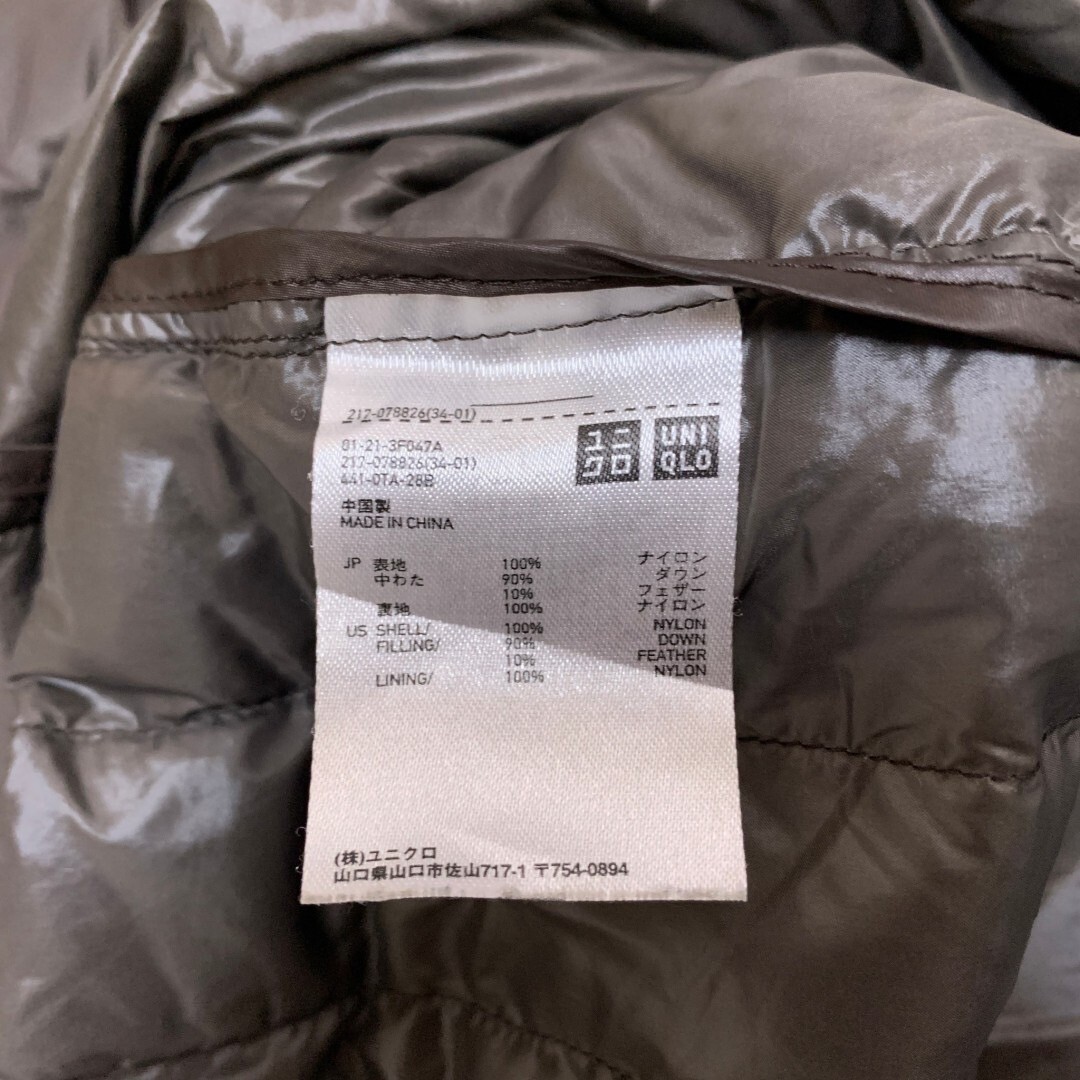 217-078826(34-01)
ユニクロ UNIQLO
01-21-3F047A
217-078826(34-01)
441-0TA-28B
中国製
MADE IN CHINA
JP 表地 100% ナイロン
中わた 90% ダウン
10% フェザー
裏地 100% ナイロン
US SHELL/ 100% NYLON
FILLING/ 90% DOWN
10% FEATHER
LINING/ 100% NYLON
(株)ユニクロ
山口県山口市佐山717-1 〒754-0894